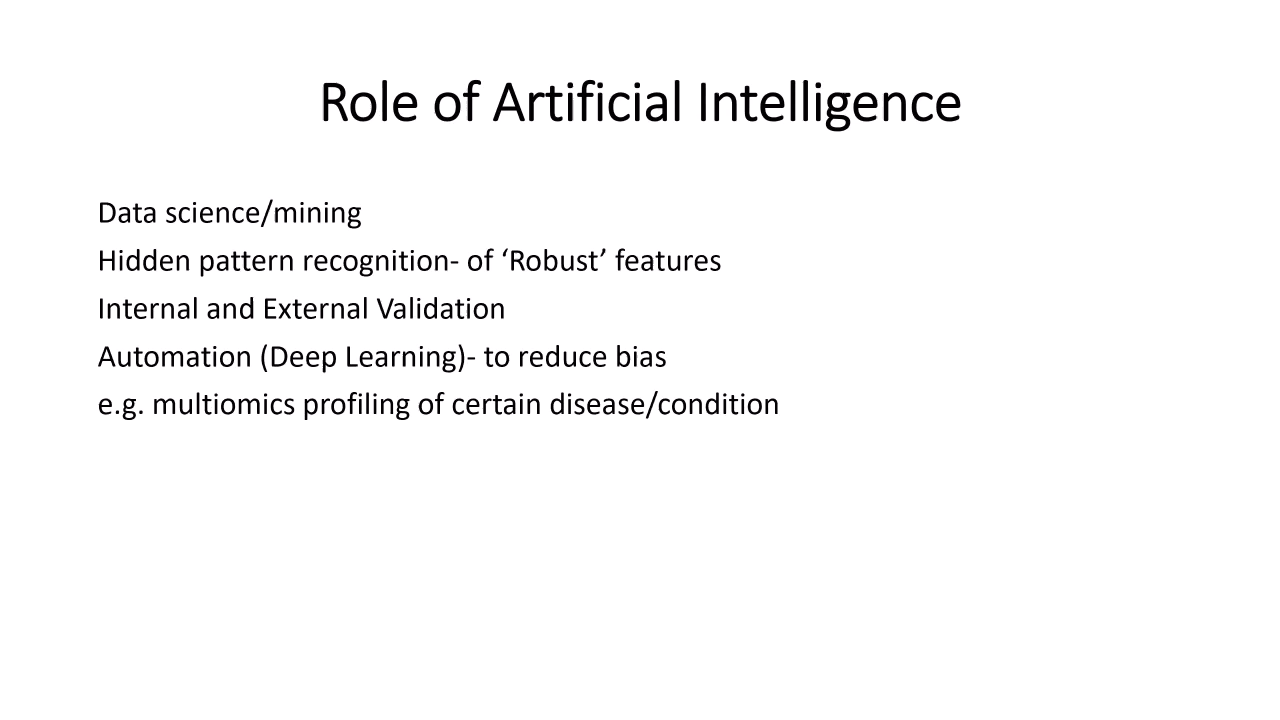 Role of Artificial Intelligence
Data science/mining
Hidden pattern recognition- of ‘Robust’ features
Internal and External Validation
Automation (Deep Learning)- to reduce bias
e.g. multiomics profiling of certain disease/condition